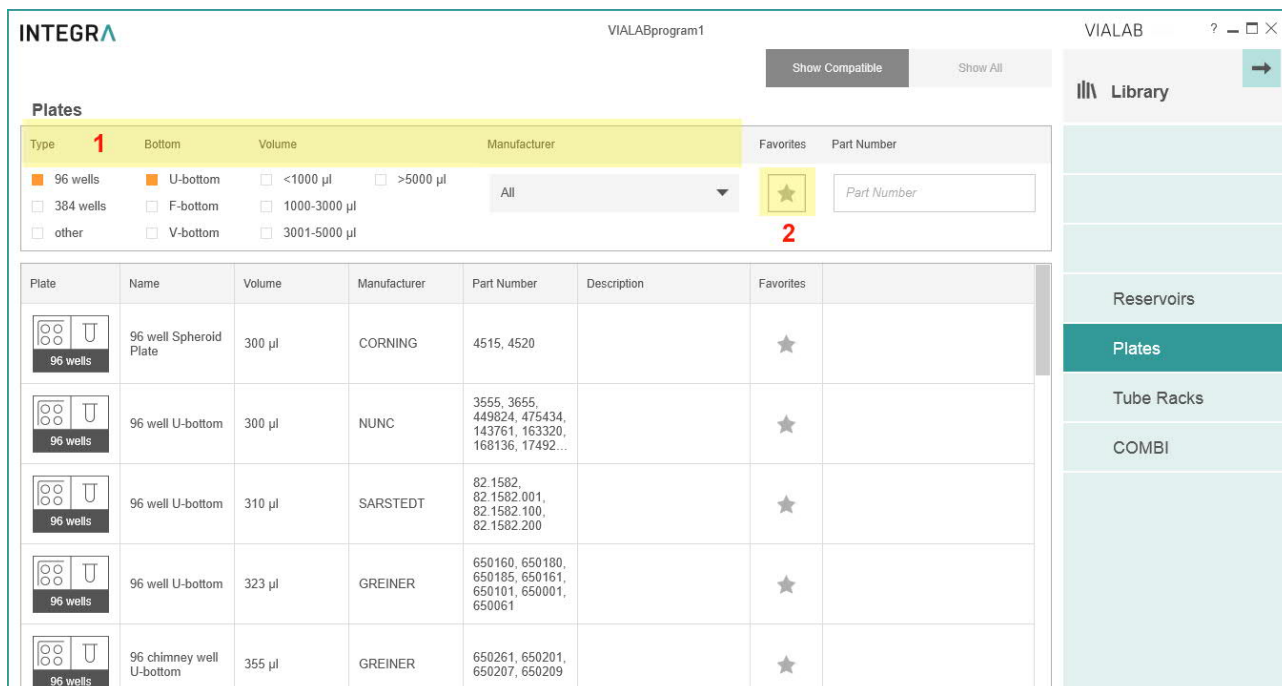 INTEGRA
VIALABprogram1
VIALAB
?
Show Compatible
Show All
Library
Plates
Type
1
Bottom
Volume
Manufacturer
Favorites
Part Number
96 wells
U-bottom
<1000 µl
>5000 µl
All
Part Number
384 wells
F-bottom
1000-3000 µl
other
V-bottom
3001-5000 µl
2
Plate
Name
Volume
Manufacturer
Part Number
Description
Favorites
96 wells
96 well Spheroid
Plate
300 µl
CORNING
4515, 4520
96 wells
96 well U-bottom
300 µl
NUNC
3555, 3655,
449824, 475434,
143761, 163320,
168136, 17492...
96 wells
96 well U-bottom
310 µl
SARSTEDT
82.1582,
82.1582.001,
82.1582.100,
82.1582.200
96 wells
96 well U-bottom
323 µl
GREINER
650160, 650180,
650185, 650161,
650101, 650001,
650061
96 wells
96 chimney well
U-bottom
355 µl
GREINER
650261, 650201,
650207, 650209
Reservoirs
Plates
Tube Racks
COMBI